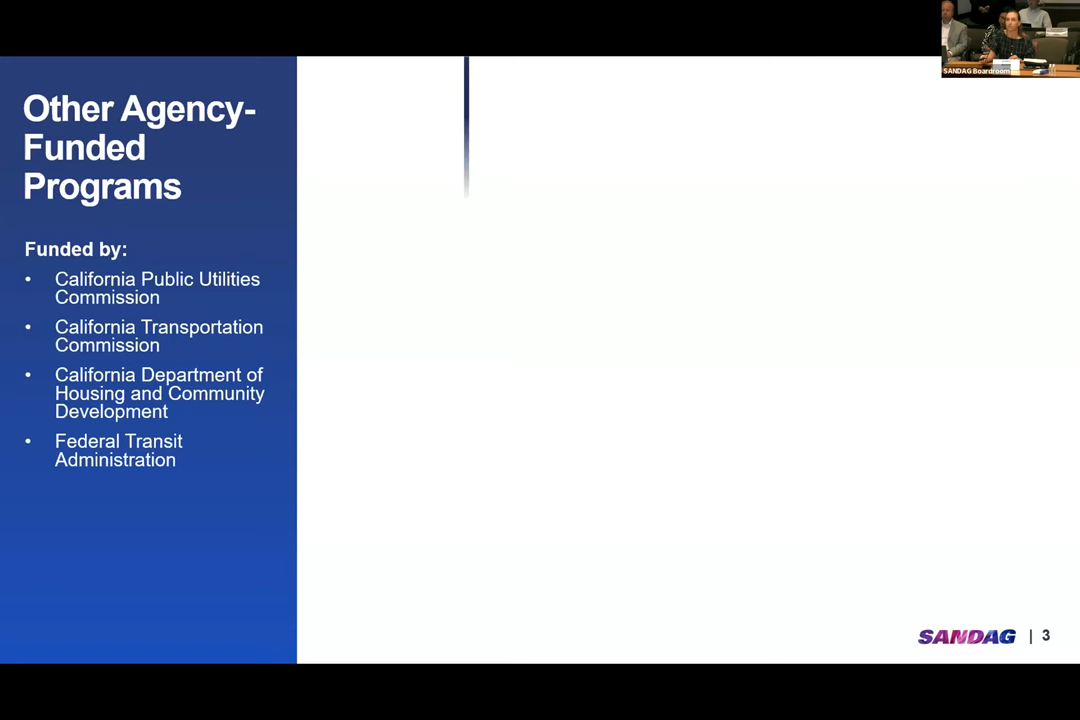 SANDAG Boardroom
Other Agency-
Funded
Programs
Funded by:
• California Public Utilities
Commission
• California Transportation
Commission
• California Department of
Housing and Community
Development
• Federal Transit
Administration
SANDAG | 3